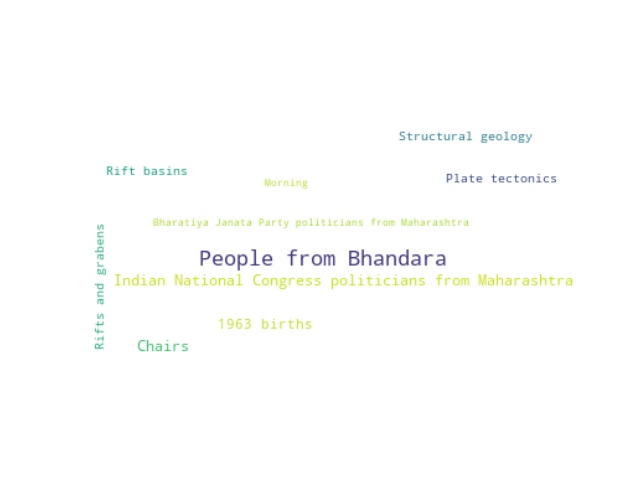 Structural geology
Rift basins
Plate tectonics
Morning
Bharatiya Janata Party politicians from Maharashtra
People from Bhandara
Indian National Congress politicians from Maharashtra
Rifts and grabens
1963 births
Chairs